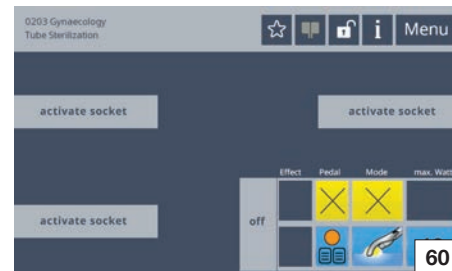 0203 Gynaecology
Tube Sterilization
i Menu
activate socket
activate socket
Effect Pedal Mode max. Watt
activate socket
off
60